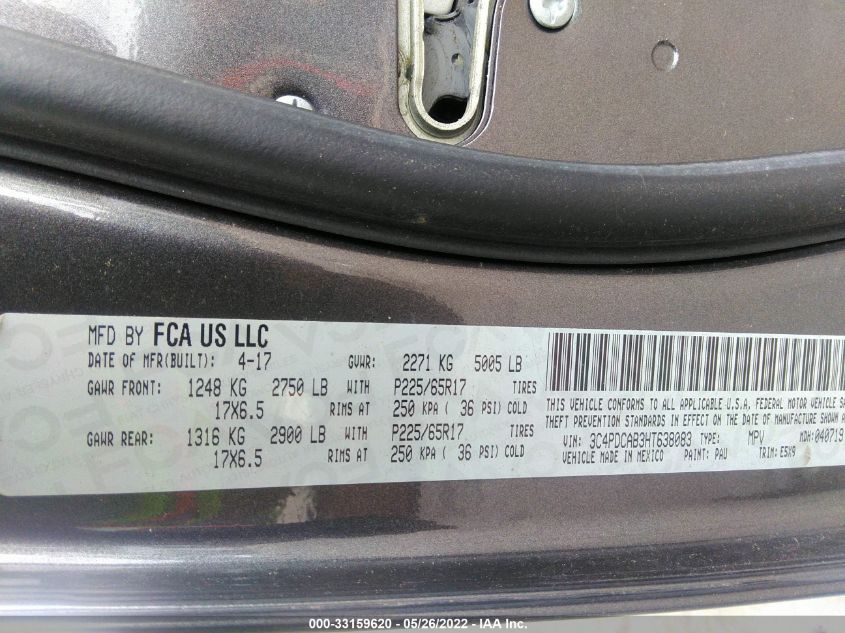 MFD BY FCA US LLC
DATE OF MFR(BUILT): 4-17 GVWR: 2271 KG 5005 LB
GAWR FRONT: 1248 KG 2750 LB WITH P225/65R17 TIRES
17X6.5 RIMS AT 250 KPA ( 36 PSI) COLD
GAWR REAR: 1316 KG 2900 LB WITH P225/65R17 TIRES
17X6.5 RIMS AT 250 KPA ( 36 PSI) COLD
THIS VEHICLE CONFORMS TO ALL APPLICABLE U.S.A. FEDERAL MOTOR VEHICLE
THEFT PREVENTION STANDARDS IN EFFECT ON THE DATE OF MANUFACTURE SHOWN
VIN: 3C4PDCAB3HT638083 TYPE: MPV MDH: 040719
VEHICLE MADE IN MEXICO PAINT: PAU TRIM: E5X9
000-33159620 - 05/26/2022 - IAA Inc.